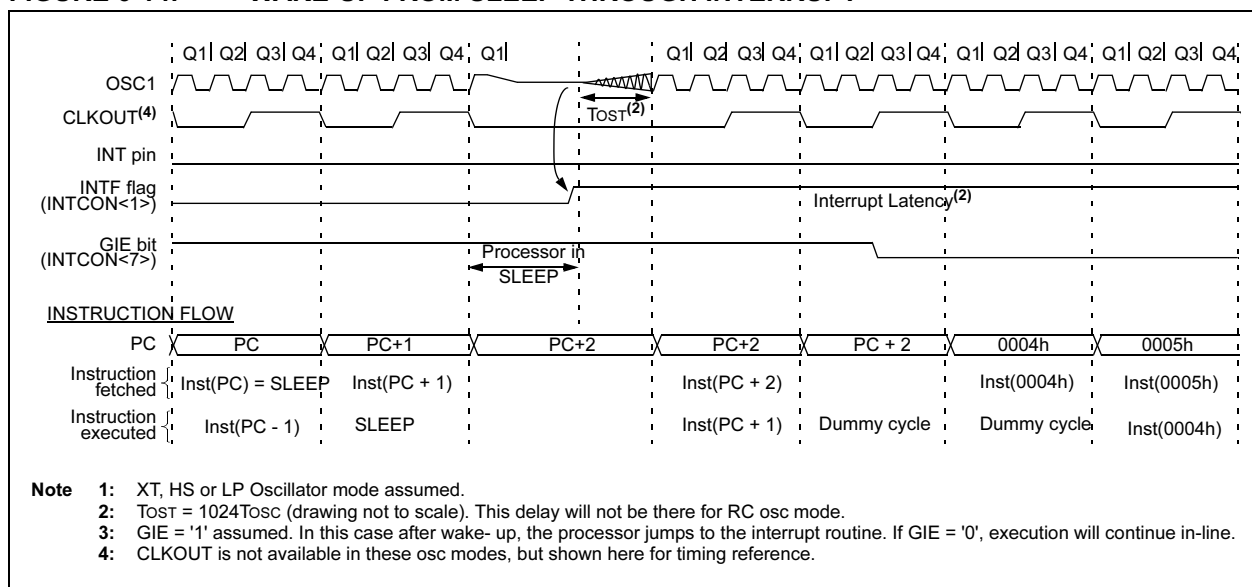 FIGURE WAKE-UP FROM SLEEP THROUGH INTERRUPT
Q1 Q2 Q3 Q4 Q1 Q2 Q3 Q4 Q1 Q1 Q2 Q3 Q4 Q1 Q2 Q3 Q4 Q1 Q2 Q3 Q4 Q1 Q2 Q3 Q4
OSC1
CLKOUT(4)
TOST(2)
INT pin
INTF flag
(INTCON<1>)
Interrupt Latency(2)
GIE bit
(INTCON<7>)
Processor in
SLEEP
INSTRUCTION FLOW
PC PC PC+1 PC+2 PC+2 PC + 2 0004h 0005h
Instruction
fetched
Inst(PC) = SLEEP Inst(PC + 1) Inst(PC + 2) Inst(0004h) Inst(0005h)
Instruction
executed
Inst(PC - 1) SLEEP Inst(PC + 1) Dummy cycle Dummy cycle Inst(0004h)
Note 1: XT, HS or LP Oscillator mode assumed.
2: TOST = 1024TOSC (drawing not to scale). This delay will not be there for RC osc mode.
3: GIE = '1' assumed. In this case after wake- up, the processor jumps to the interrupt routine. If GIE = '0', execution will continue in-line.
4: CLKOUT is not available in these osc modes, but shown here for timing reference.